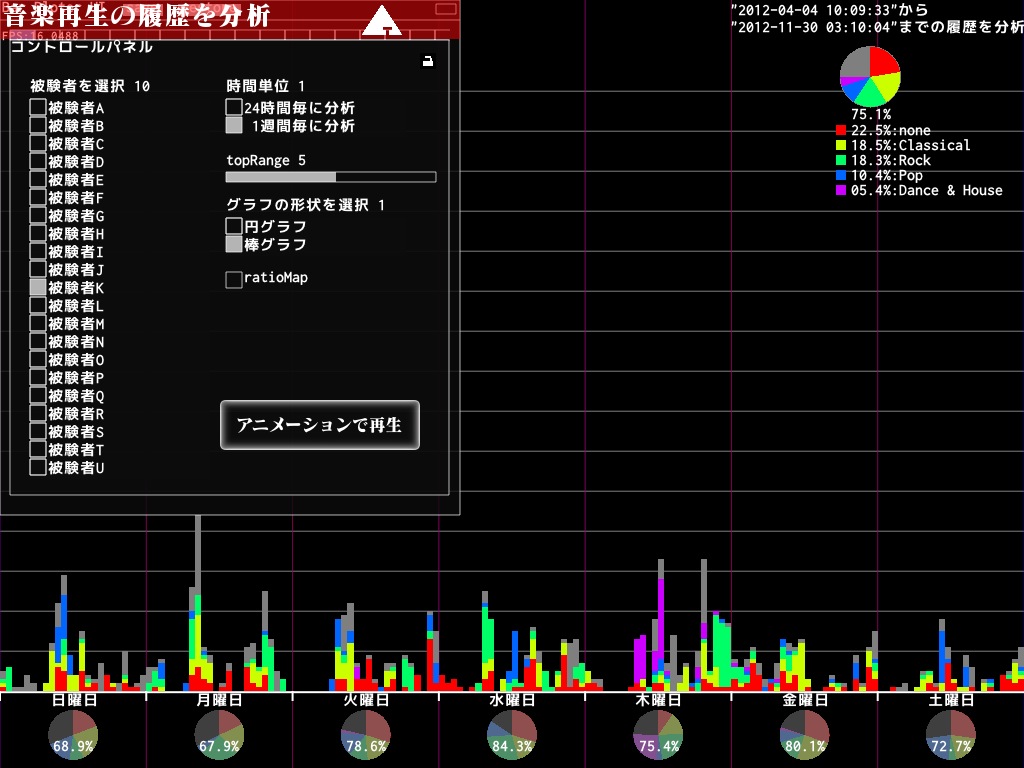 音楽再生の履歴を分析
FPS:16.0488
コントロールパネル
被験者を選択 10
被験者A
被験者B
被験者C
被験者D
被験者E
被験者F
被験者G
被験者H
被験者I
被験者J
被験者K
被験者L
被験者M
被験者N
被験者O
被験者P
被験者Q
被験者R
被験者S
被験者T
被験者U
時間単位 1
24時間毎に分析
1週間毎に分析
topRange 5
グラフの形状を選択 1
円グラフ
棒グラフ
ratioMap
アニメーションで再生
"2012-04-04 10:09:33"から
"2012-11-30 03:10:04"までの履歴を分析
75.1%
22.5%:none
18.5%:Classical
18.3%:Rock
10.4%:Pop
05.4%:Dance & House
日曜日 月曜日 火曜日 水曜日 木曜日 金曜日 土曜日
68.9% 67.9% 78.6% 84.3% 75.4% 80.1% 72.7%